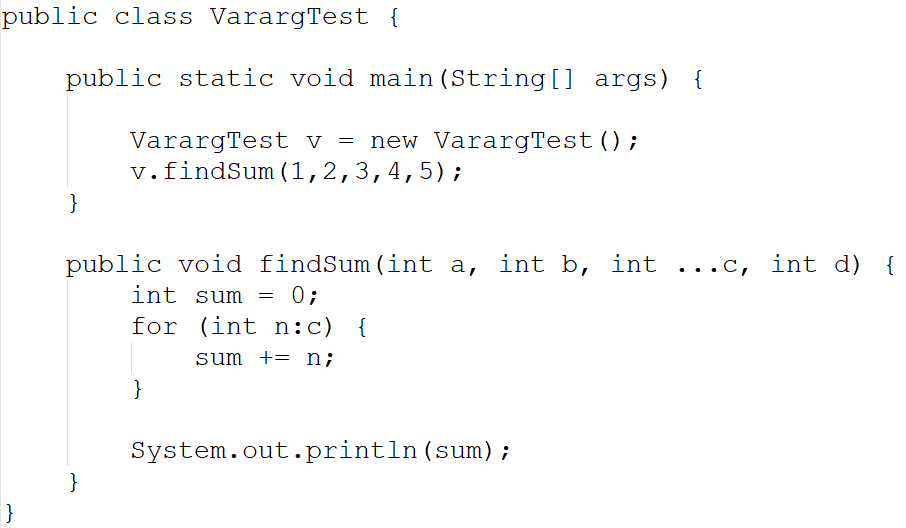 public class VarargTest {
public static void main(String[] args) {
VarargTest v = new VarargTest();
v.findSum(1,2,3,4,5);
}
public void findSum(int a, int b, int ...c, int d) {
int sum = 0;
for (int n:c) {
sum += n;
}
System.out.println(sum);
}
}